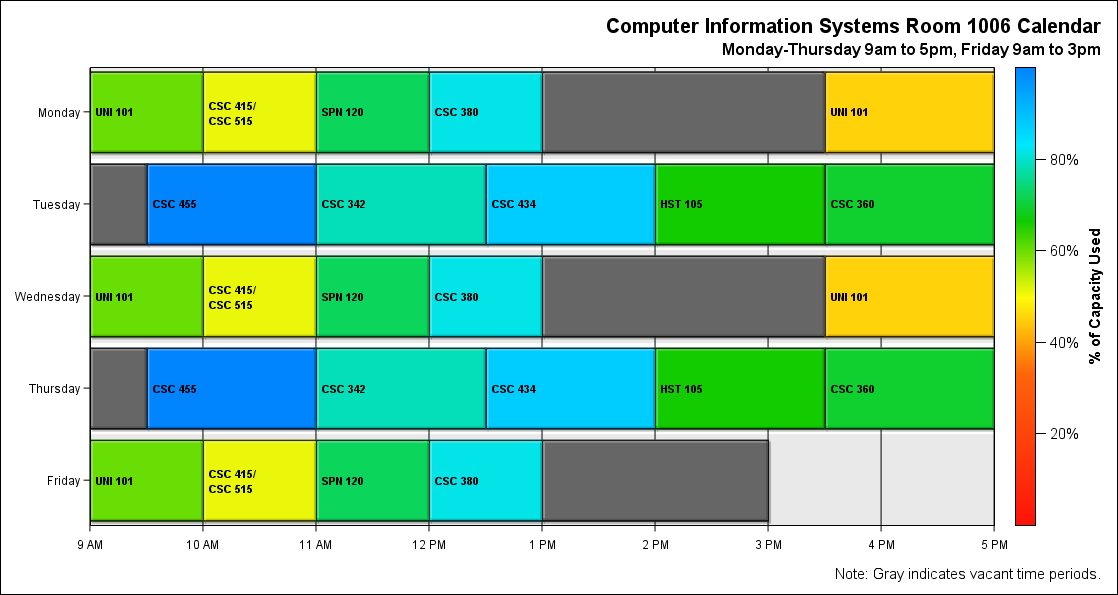 Computer Information Systems Room 1006 Calendar
Monday-Thursday 9am to 5pm, Friday 9am to 3pm
Monday
UNI 101
CSC 415/
CSC 515
SPN 120
CSC 380
UNI 101
Tuesday
CSC 455
CSC 342
CSC 434
HST 105
CSC 360
Wednesday
UNI 101
CSC 415/
CSC 515
SPN 120
CSC 380
UNI 101
Thursday
CSC 455
CSC 342
CSC 434
HST 105
CSC 360
Friday
UNI 101
CSC 415/
CSC 515
SPN 120
CSC 380
9 AM
10 AM
11 AM
12 PM
1 PM
2 PM
3 PM
4 PM
5 PM
80%
60%
40%
20%
% of Capacity Used
Note: Gray indicates vacant time periods.